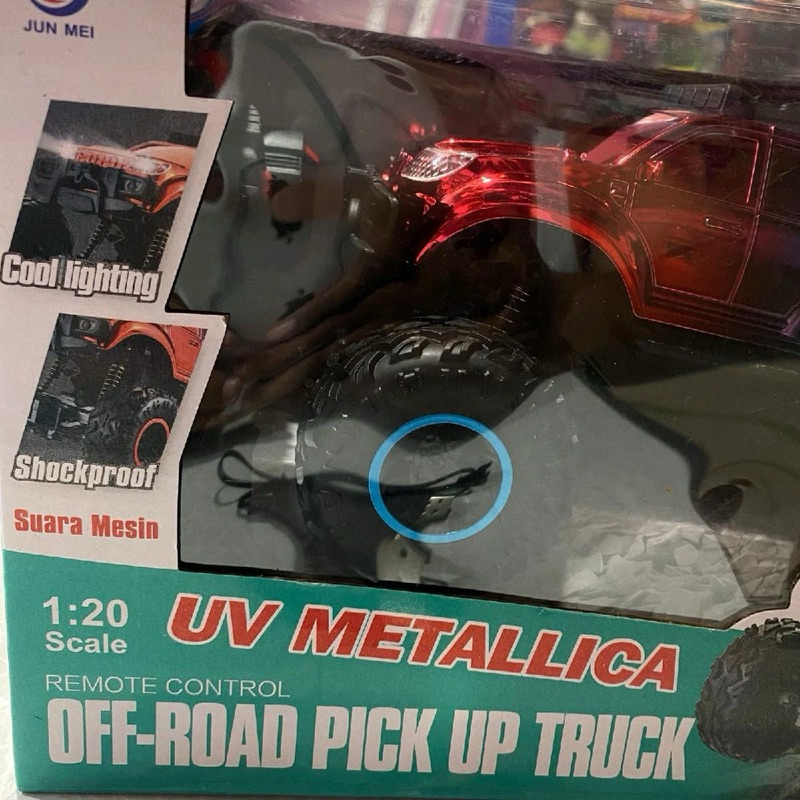 JUN MEI
Cool lighting
Shockproof
Suara Mesin
1:20
Scale
UV METALLICA
REMOTE CONTROL
OFF-ROAD PICK UP TRUCK